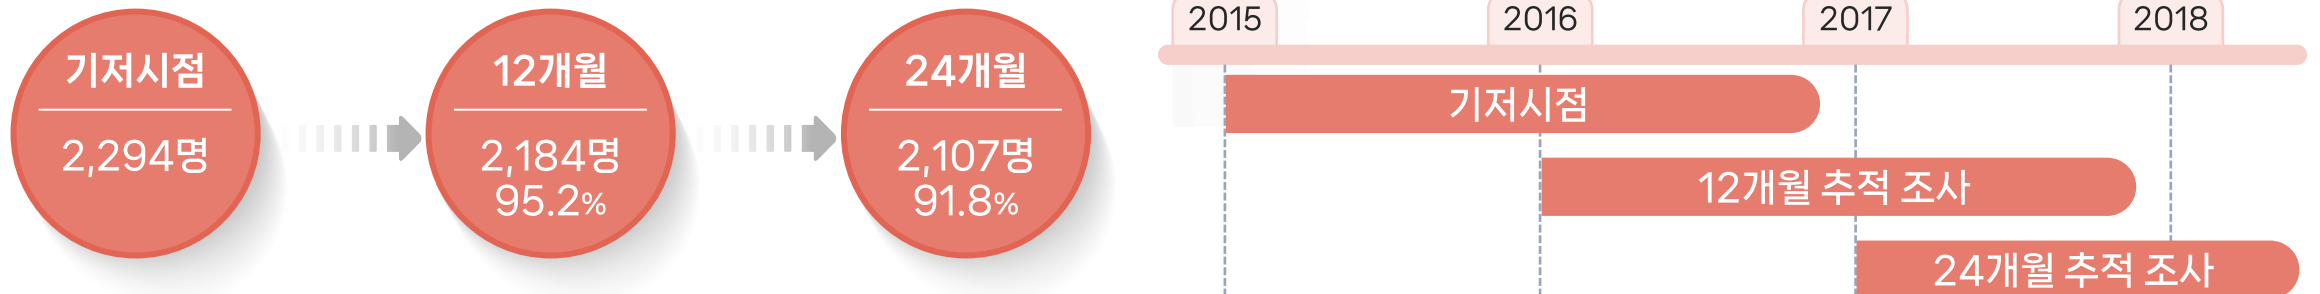 기저시점
2,294명
12개월
2,184명
95.2%
24개월
2,107명
91.8%
2015
2016
2017
2018
기저시점
12개월 추적 조사
24개월 추적 조사